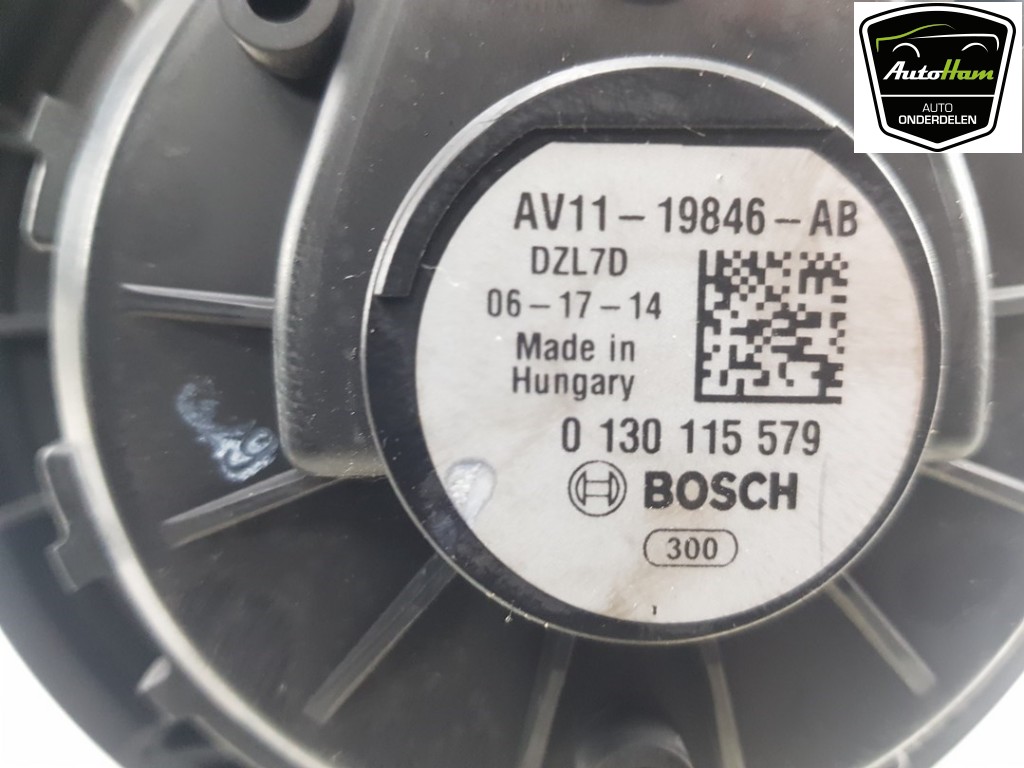 AutoHam
AUTO
ONDERDELEN
AV11-19846-AB
DZL7D
06-17-14
Made in
Hungary
0 130 115 579
BOSCH
300